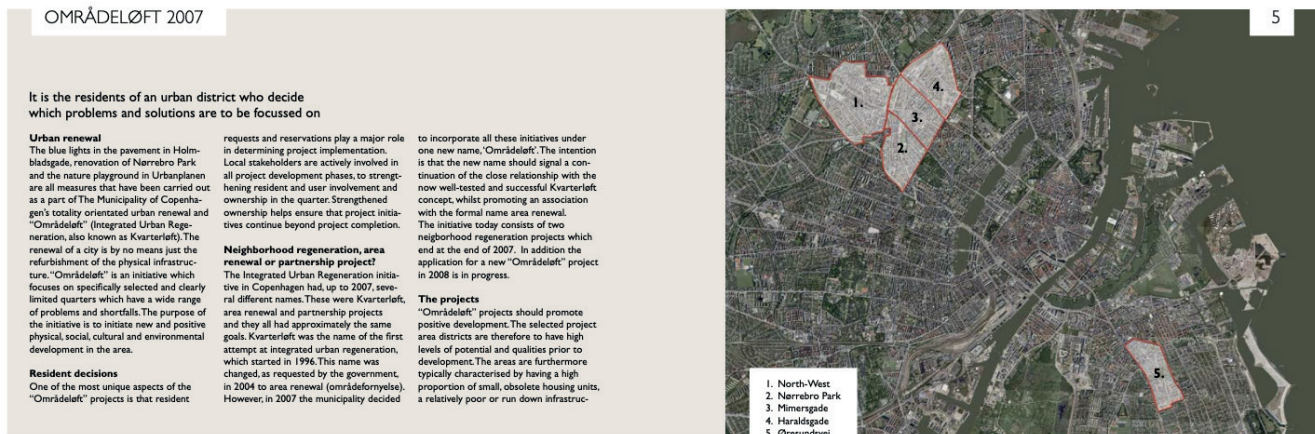 OMRÅDELØFT 2007
It is the residents of an urban district who decide
which problems and solutions are to be focussed on
Urban renewal
The blue lights in the pavement in Holm-
bladsgade, renovation of Nørrebro Park
and the nature playground in Urbanplanen
are all measures that have been carried out
as a part of The Municipality of Copenha-
gen's totality orientated urban renewal and
"Områdeløft" (Integrated Urban Rege-
neration, also known as Kvarterløft). The
renewal of a city is by no means just the
refurbishment of the physical infrastruc-
ture. "Områdeløft" is an initiative which
focuses on specifically selected and clearly
limited quarters which have a wide range
of problems and shortfalls. The purpose of
the initiative is to initiate new and positive
physical, social, cultural and environmental
development in the area.
Resident decisions
One of the most unique aspects of the
"Områdeløft" projects is that resident
requests and reservations play a major role
in determining project implementation.
Local stakeholders are actively involved in
all project development phases, to strengt-
hening resident and user involvement and
ownership in the quarter. Strengthened
ownership helps ensure that project initia-
tives continue beyond project completion.
Neighborhood regeneration, area
renewal or partnership project?
The Integrated Urban Regeneration initia-
tive in Copenhagen had, up to 2007, seve-
ral different names. These were Kvarterløft,
area renewal and partnership projects
and they all had approximately the same
goals. Kvarterløft was the name of the first
attempt at integrated urban regeneration,
which started in 1996. This name was
changed, as requested by the government,
in 2004 to area renewal (områdefornyelse).
However, in 2007 the municipality decided
to incorporate all these initiatives under
one new name, 'Områdeløft'. The intention
is that the new name should signal a con-
tinuation of the close relationship with the
now well-tested and successful Kvarterløft
concept, whilst promoting an association
with the formal name area renewal.
The initiative today consists of two
neigborhood regeneration projects which
end at the end of 2007. In addition the
application for a new "Områdeløft" project
in 2008 is in progress.
The projects
"Områdeløft" projects should promote
positive development. The selected project
area districts are therefore to have high
levels of potential and qualities prior to
development. The areas are furthermore
typically characterised by having a high
proportion of small, obsolete housing units,
a relatively poor or run down infrastruc-
5
1.
4.
3.
2.
5.
1. North-West
2. Nørrebro Park
3. Mimersgade
4. Haraldsgade
5. Øresundsvej